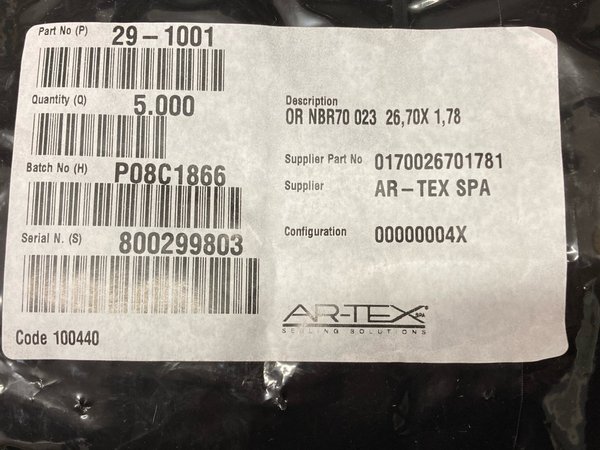 Part No (P) 29-1001
Quantity (Q) 5.000
Batch No (H) P08C1866
Serial N. (S) 800299803
Code 100440
Description
OR NBR70 023 26,70X 1,78
Supplier Part No 0170026701781
Supplier AR-TEX SPA
Configuration 00000004X
AR-TEX SPA ®
SEALING SOLUTIONS